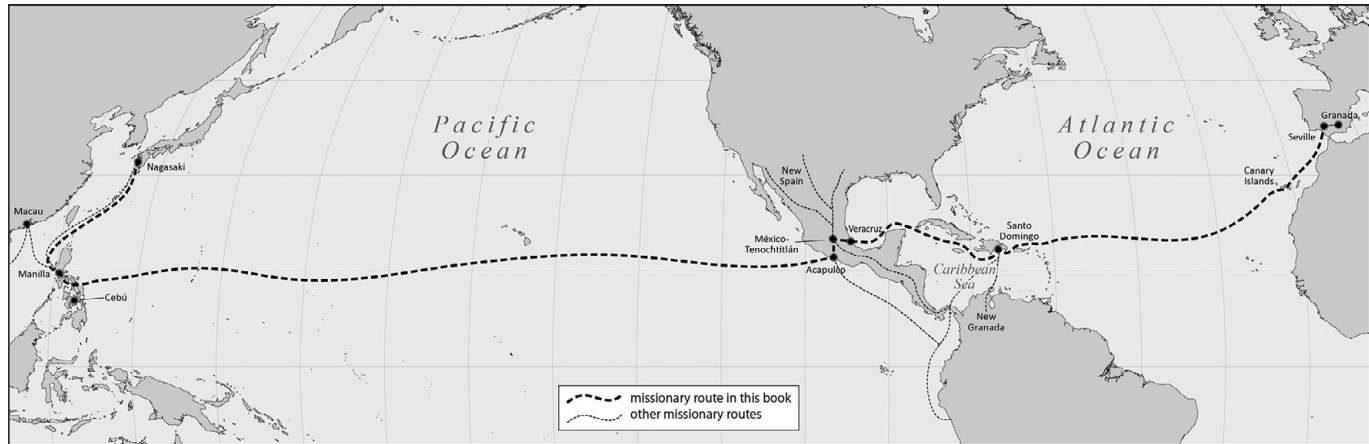 Pacific
Ocean
Atlantic
Ocean
Granada
Seville
Canary
Islands
Nagasaki
Macau
Manilla
Cebú
New
Spain
México-
Tenochtitlán
Veracruz
Acapulco
Santo
Domingo
Caribbean
Sea
New
Granada
missionary route in this book
other missionary routes